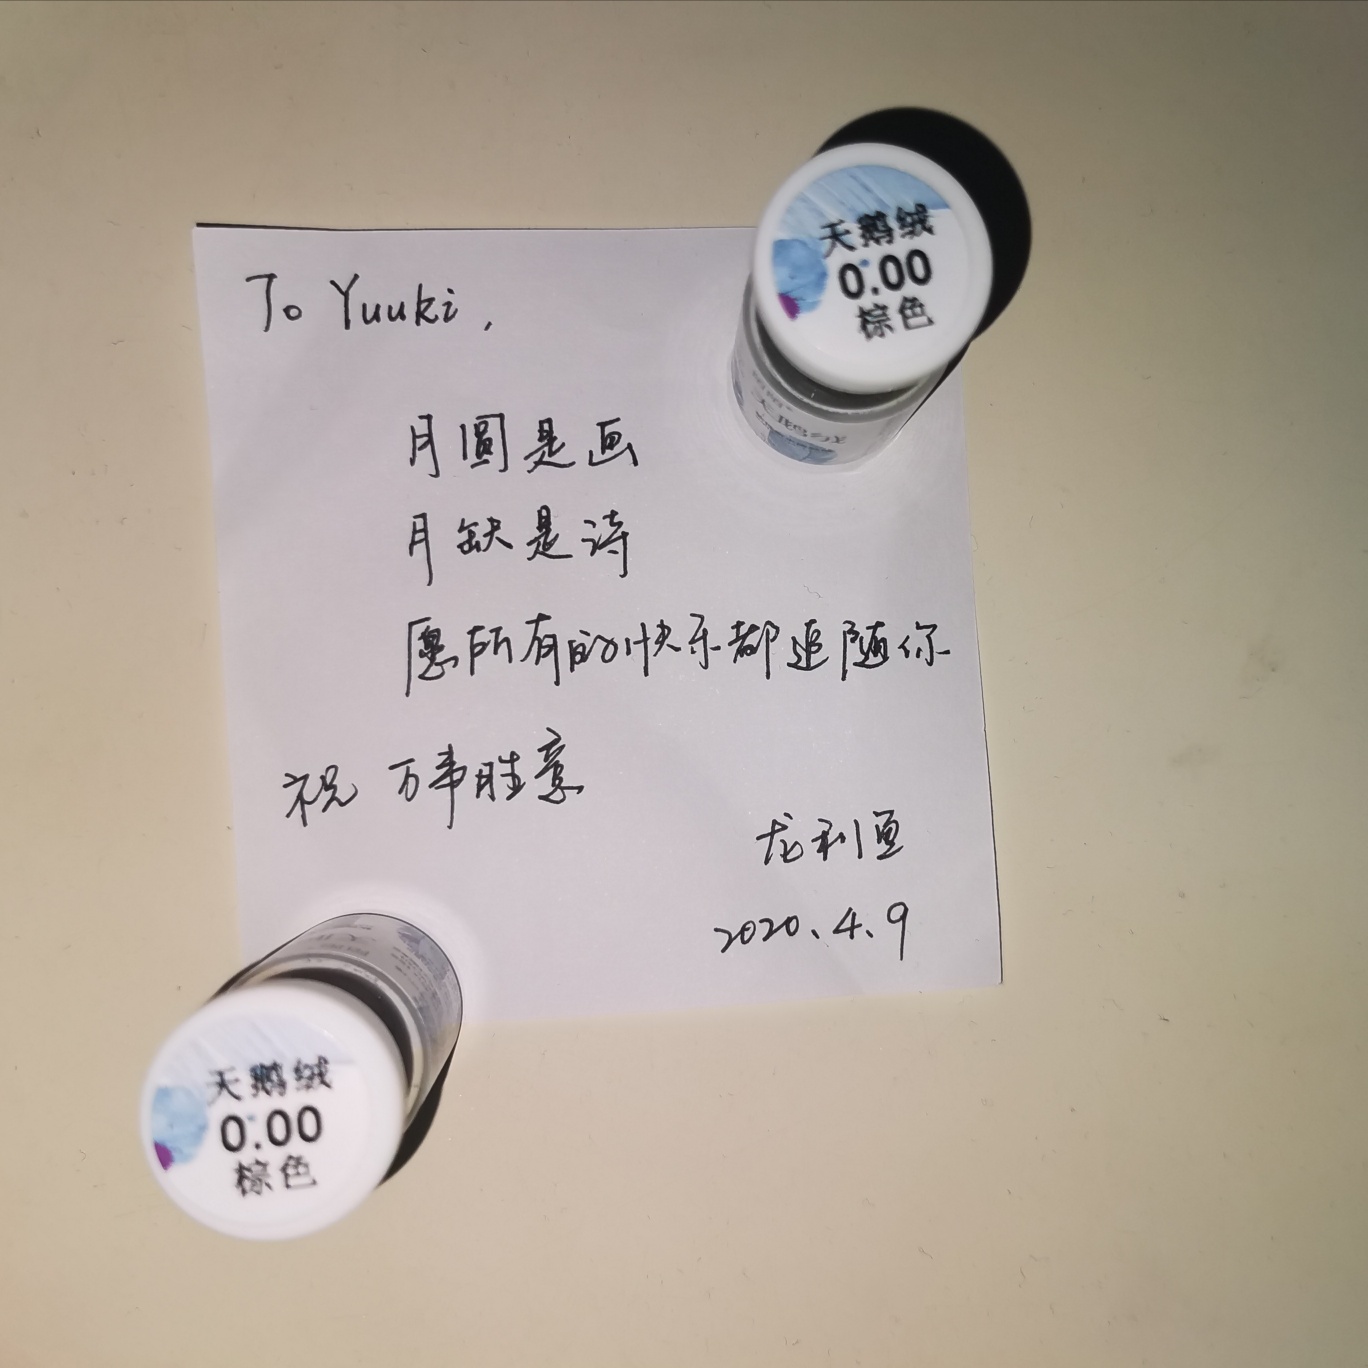 To Yuuki,
月圆是画
月缺是诗
愿所有的快乐都追随你
祝 万事胜意
龙利恒
2020.4.9
天鹅绒
0.00
棕色
天鹅绒
0.00
棕色